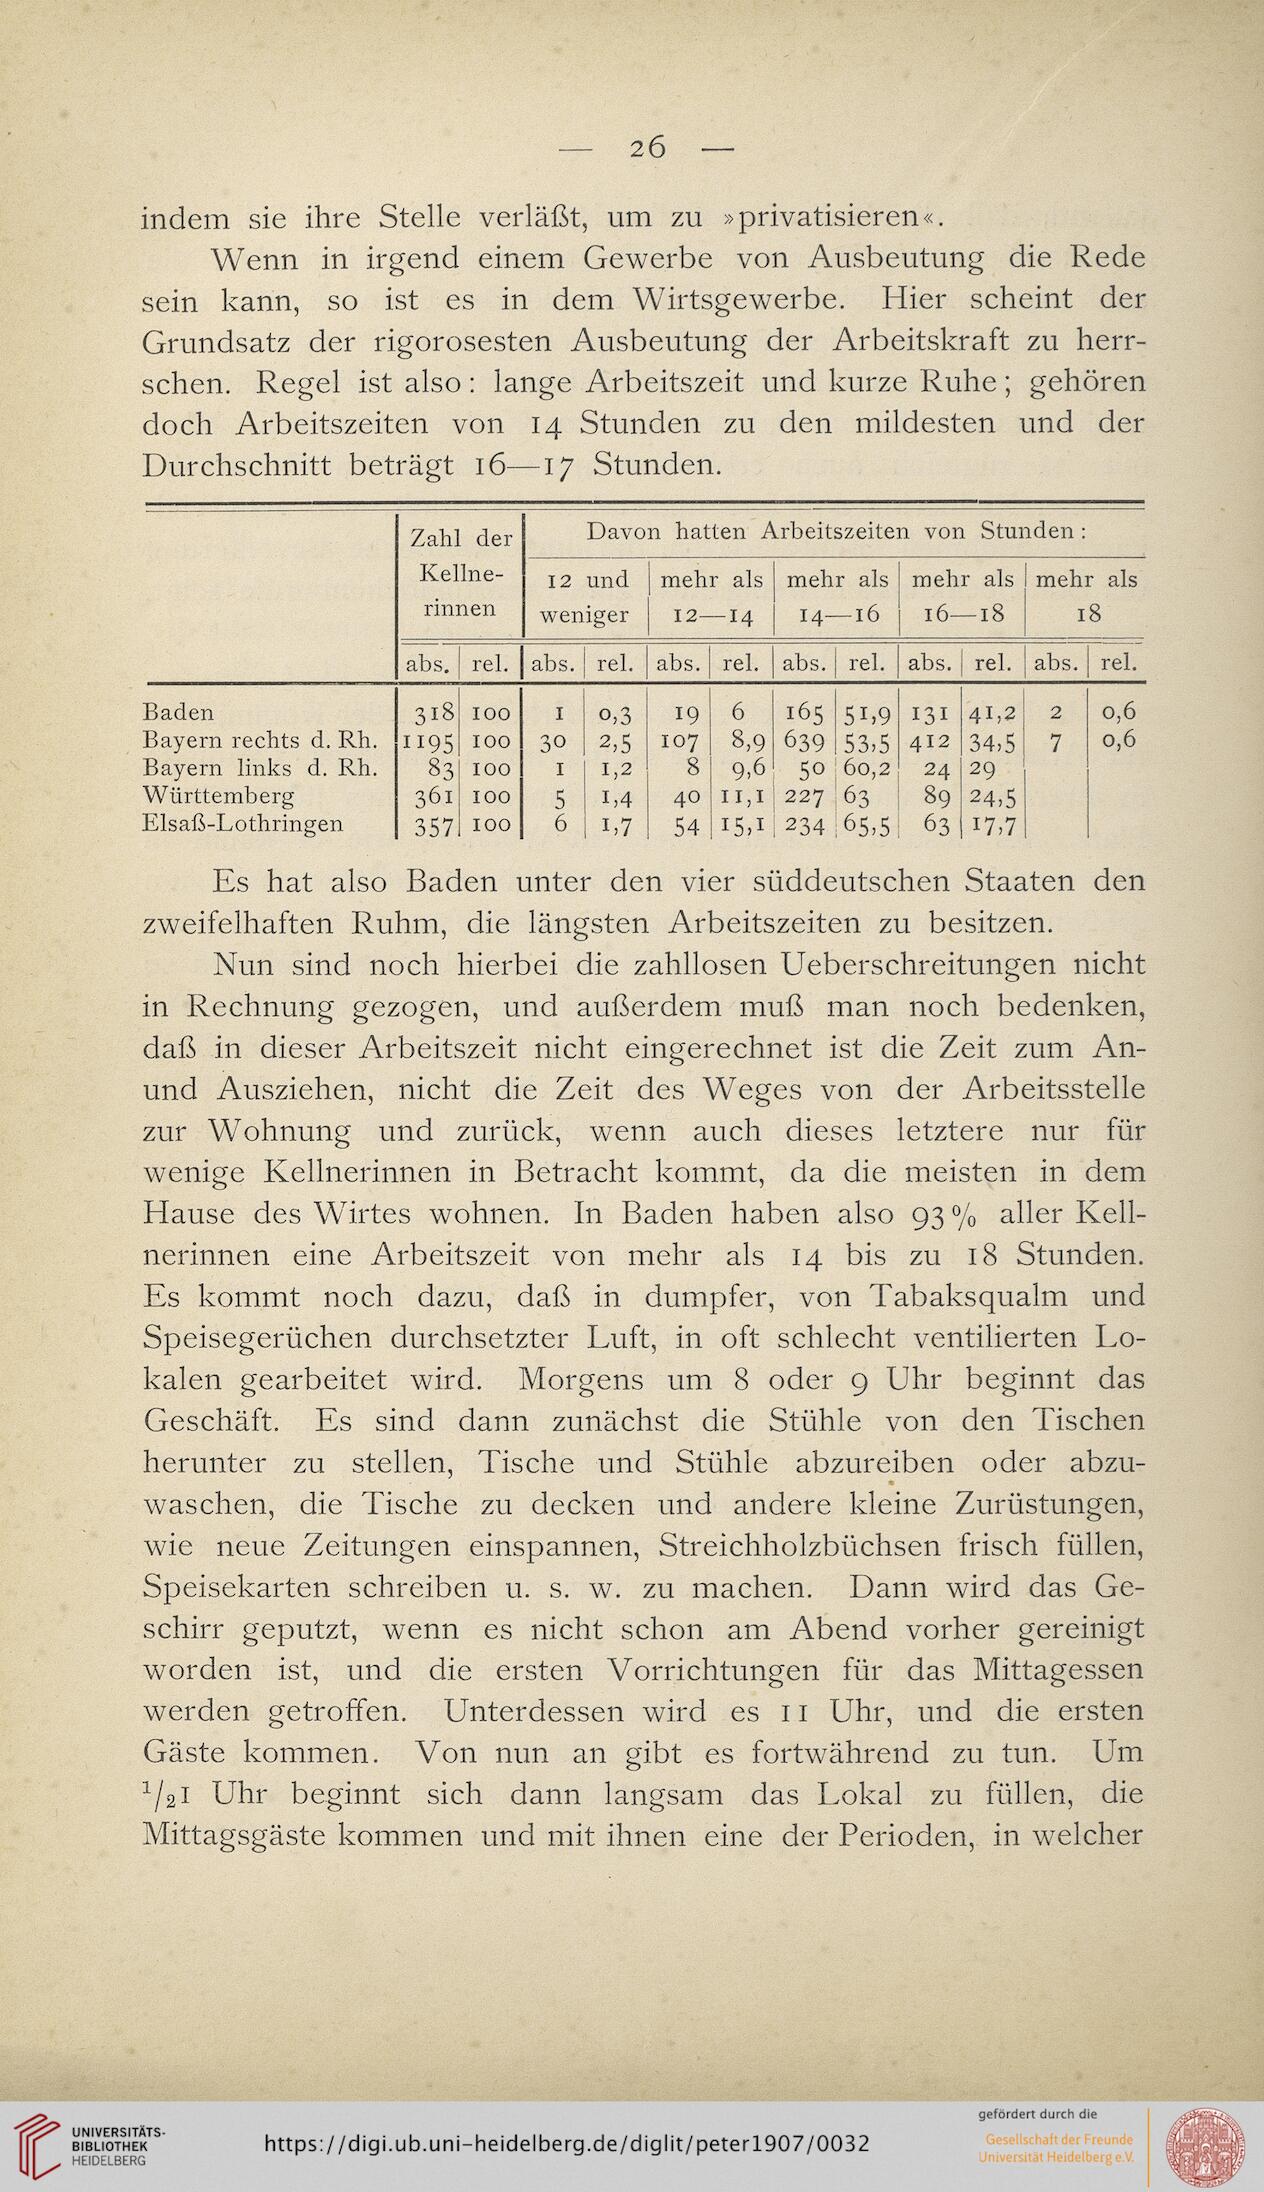 — 26 —
indem sie ihre Stelle verläßt, um zu »privatisieren«.
Wenn in irgend einem Gewerbe von Ausbeutung die Rede
sein kann, so ist es in dem Wirtsgewerbe. Hier scheint der
Grundsatz der rigorosesten Ausbeutung der Arbeitskraft zu herr-
schen. Regel ist also: lange Arbeitszeit und kurze Ruhe; gehören
doch Arbeitszeiten von 14 Stunden zu den mildesten und der
Durchschnitt beträgt 16—17 Stunden.
Zahl der Kellne- rinnen | Davon hatten Arbeitszeiten von Stunden:
12 und weniger | mehr als 12—14 | mehr als 14—16 | mehr als 16—18 | mehr als 18
abs. | rel. | abs. | rel. | abs. | rel. | abs. | rel. | abs. | rel. | abs. | rel.
Baden 318 100 1 0,3 19 6 165 51,9 131 41,2 2 0,6
Bayern rechts d. Rh. 1195 100 30 2,5 107 8,9 639 53,5 412 34,5 7 0,6
Bayern links d. Rh. 83 100 1 1,2 8 9,6 50 60,2 24 29
Württemberg 361 100 5 1,4 40 11,1 227 63 89 24,5
Elsaß-Lothringen 357 100 6 1,7 54 15,1 234 65,5 63 17,7
Es hat also Baden unter den vier süddeutschen Staaten den
zweifelhaften Ruhm, die längsten Arbeitszeiten zu besitzen.
Nun sind noch hierbei die zahllosen Ueberschreitungen nicht
in Rechnung gezogen, und außerdem muß man noch bedenken,
daß in dieser Arbeitszeit nicht eingerechnet ist die Zeit zum An-
und Ausziehen, nicht die Zeit des Weges von der Arbeitsstelle
zur Wohnung und zurück, wenn auch dieses letztere nur für
wenige Kellnerinnen in Betracht kommt, da die meisten in dem
Hause des Wirtes wohnen. In Baden haben also 93 % aller Kell-
nerinnen eine Arbeitszeit von mehr als 14 bis zu 18 Stunden.
Es kommt noch dazu, daß in dumpfer, von Tabaksqualm und
Speisegerüchen durchsetzter Luft, in oft schlecht ventilierten Lo-
kalen gearbeitet wird. Morgens um 8 oder 9 Uhr beginnt das
Geschäft. Es sind dann zunächst die Stühle von den Tischen
herunter zu stellen, Tische und Stühle abzureiben oder abzu-
waschen, die Tische zu decken und andere kleine Zurüstungen,
wie neue Zeitungen einspannen, Streichholzbüchsen frisch füllen,
Speisekarten schreiben u. s. w. zu machen. Dann wird das Ge-
schirr geputzt, wenn es nicht schon am Abend vorher gereinigt
worden ist, und die ersten Vorrichtungen für das Mittagessen
werden getroffen. Unterdessen wird es 11 Uhr, und die ersten
Gäste kommen. Von nun an gibt es fortwährend zu tun. Um
1/2 1 Uhr beginnt sich dann langsam das Lokal zu füllen, die
Mittagsgäste kommen und mit ihnen eine der Perioden, in welcher
UNIVERSITÄTS-
BIBLIOTHEK
HEIDELBERG
https://digi.ub.uni-heidelberg.de/diglit/peter1907/0032
gefördert durch die
Gesellschaft der Freunde
Universität Heidelberg e.V.